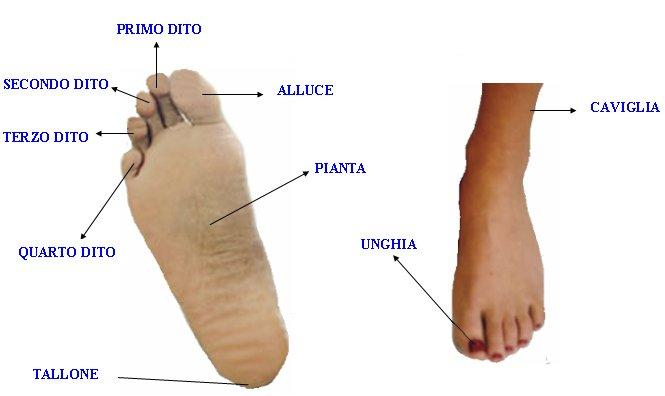 PRIMO DITO
SECONDO DITO
ALLUCE
TERZO DITO
PIANTA
QUARTO DITO
TALLONE
CAVIGLIA
UNGHIA